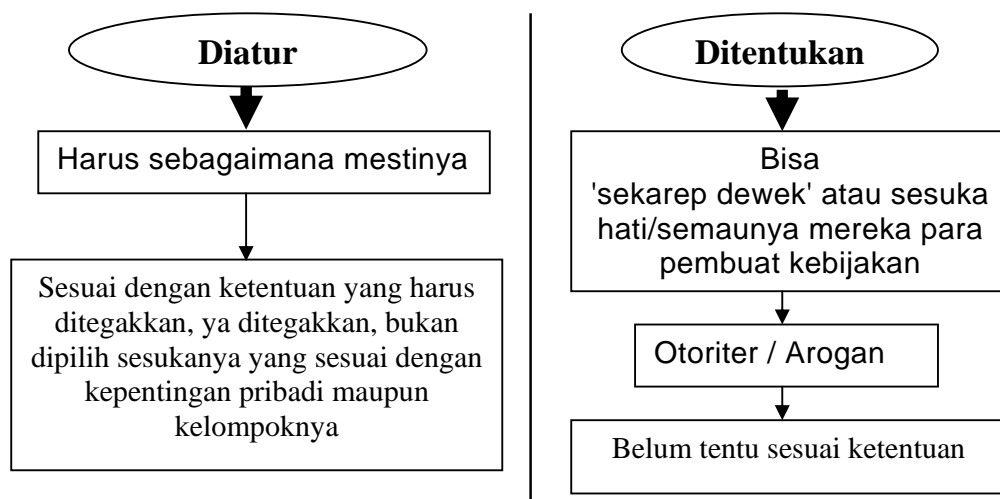 Diatur
Harus sebagaimana mestinya
Sesuai dengan ketentuan yang harus
ditegakkan, ya ditegakkan, bukan
dipilih sesukanya yang sesuai dengan
kepentingan pribadi maupun
kelompoknya
Ditentukan
Bisa
'sekarep dewek' atau sesuka
hati/semaunya mereka para
pembuat kebijakan
Otoriter / Arogan
Belum tentu sesuai ketentuan